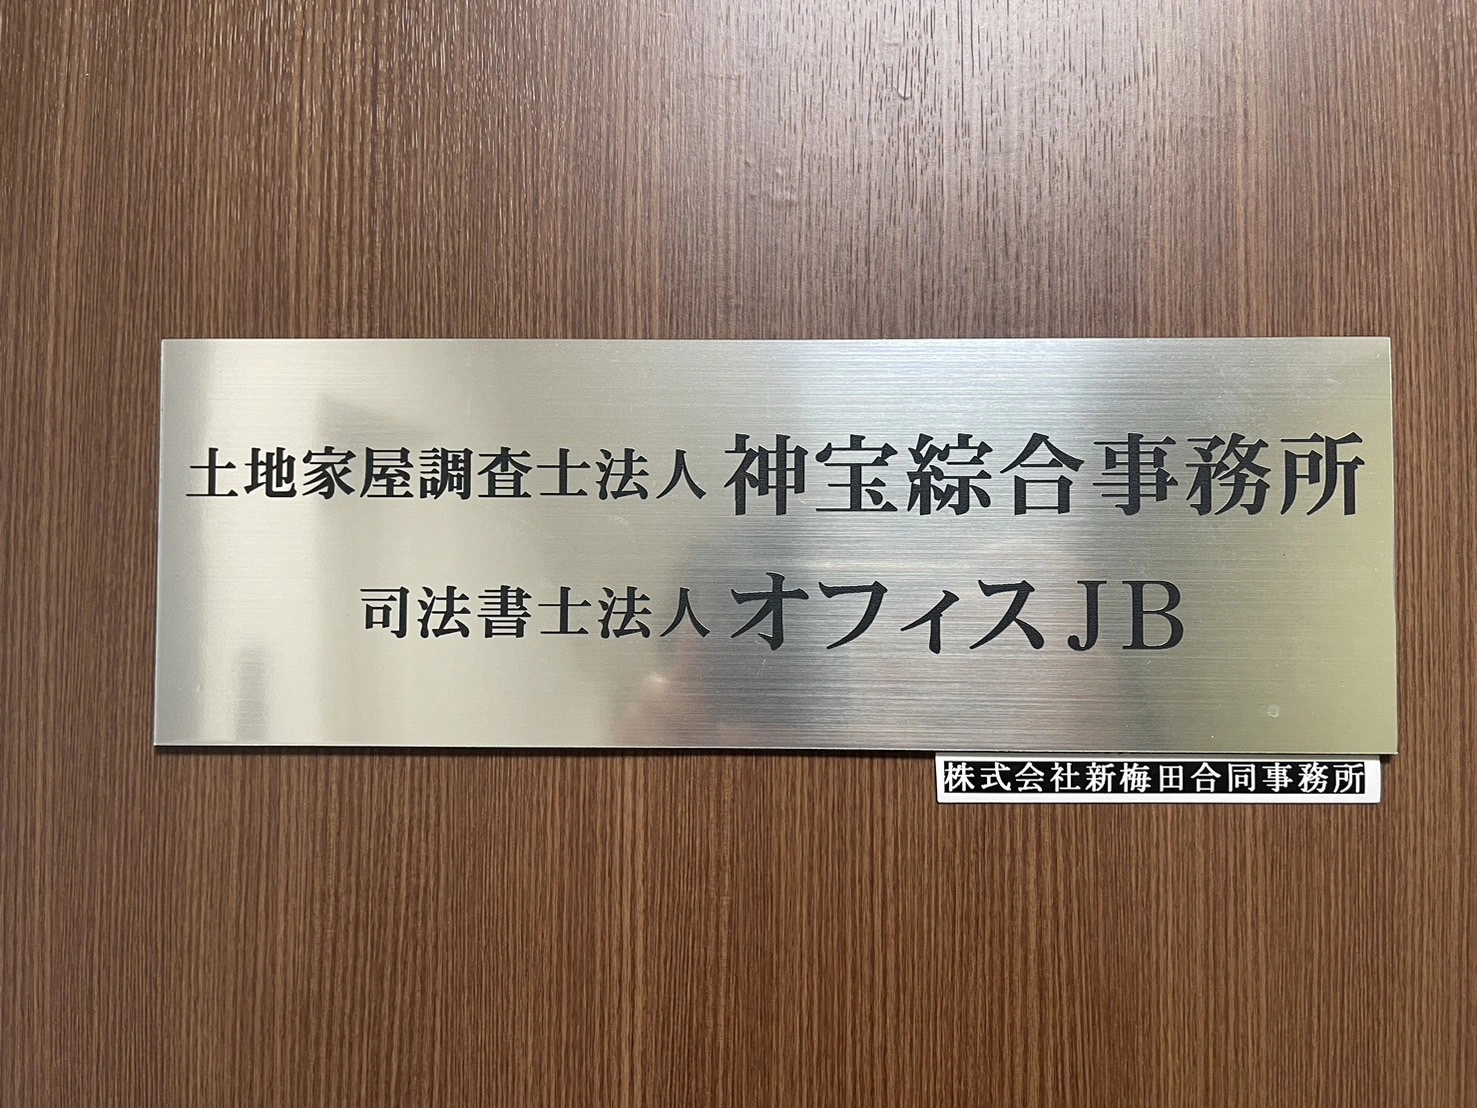 土地家屋調査士法人 神宝綜合事務所
司法書士法人 オフィスJB
株式会社新梅田合同事務所